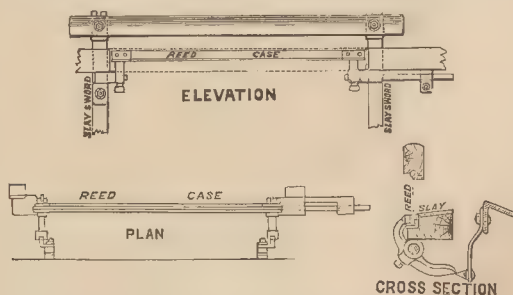 REED CASE
SLAY SWORD
SLAY SWORD
ELEVATION
REED CASE
PLAN
REED
SLAY
CROSS SECTION